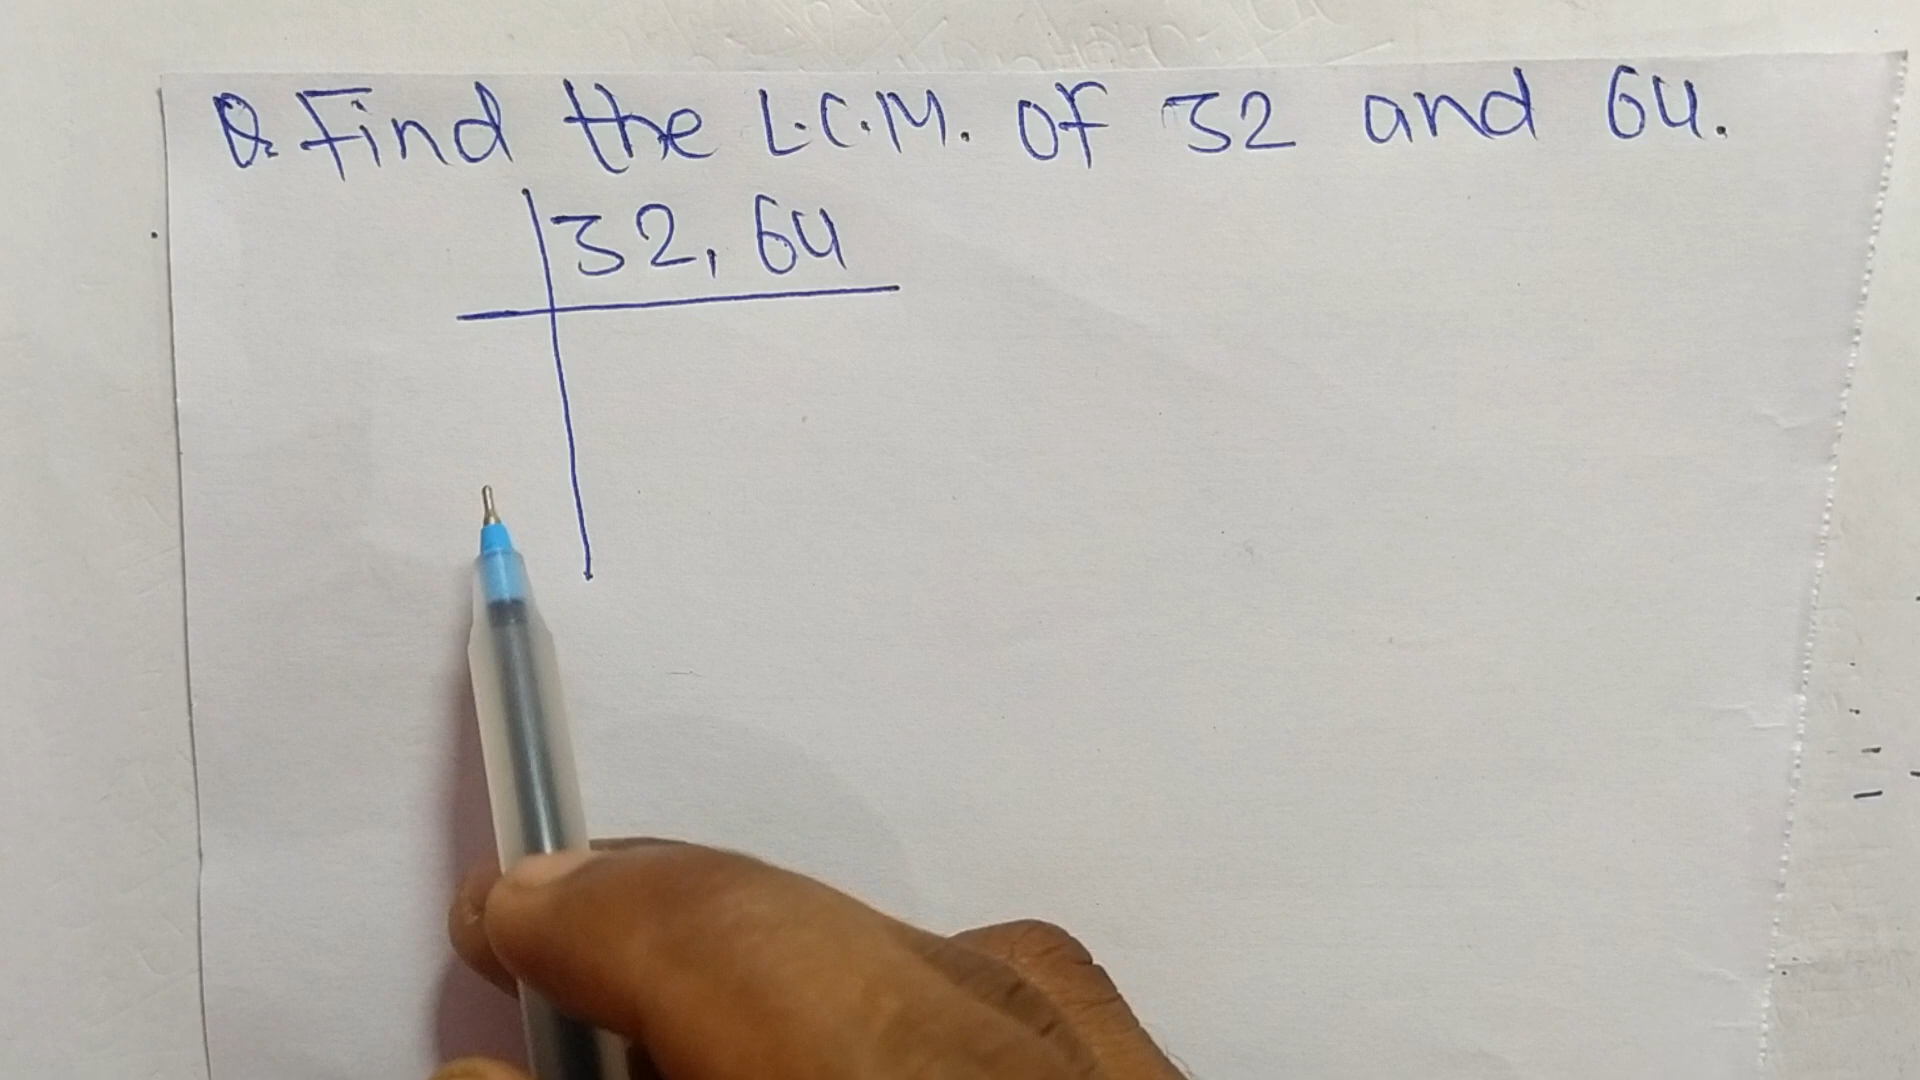 Q. Find the L.C.M. of 32 and 64.
32, 64